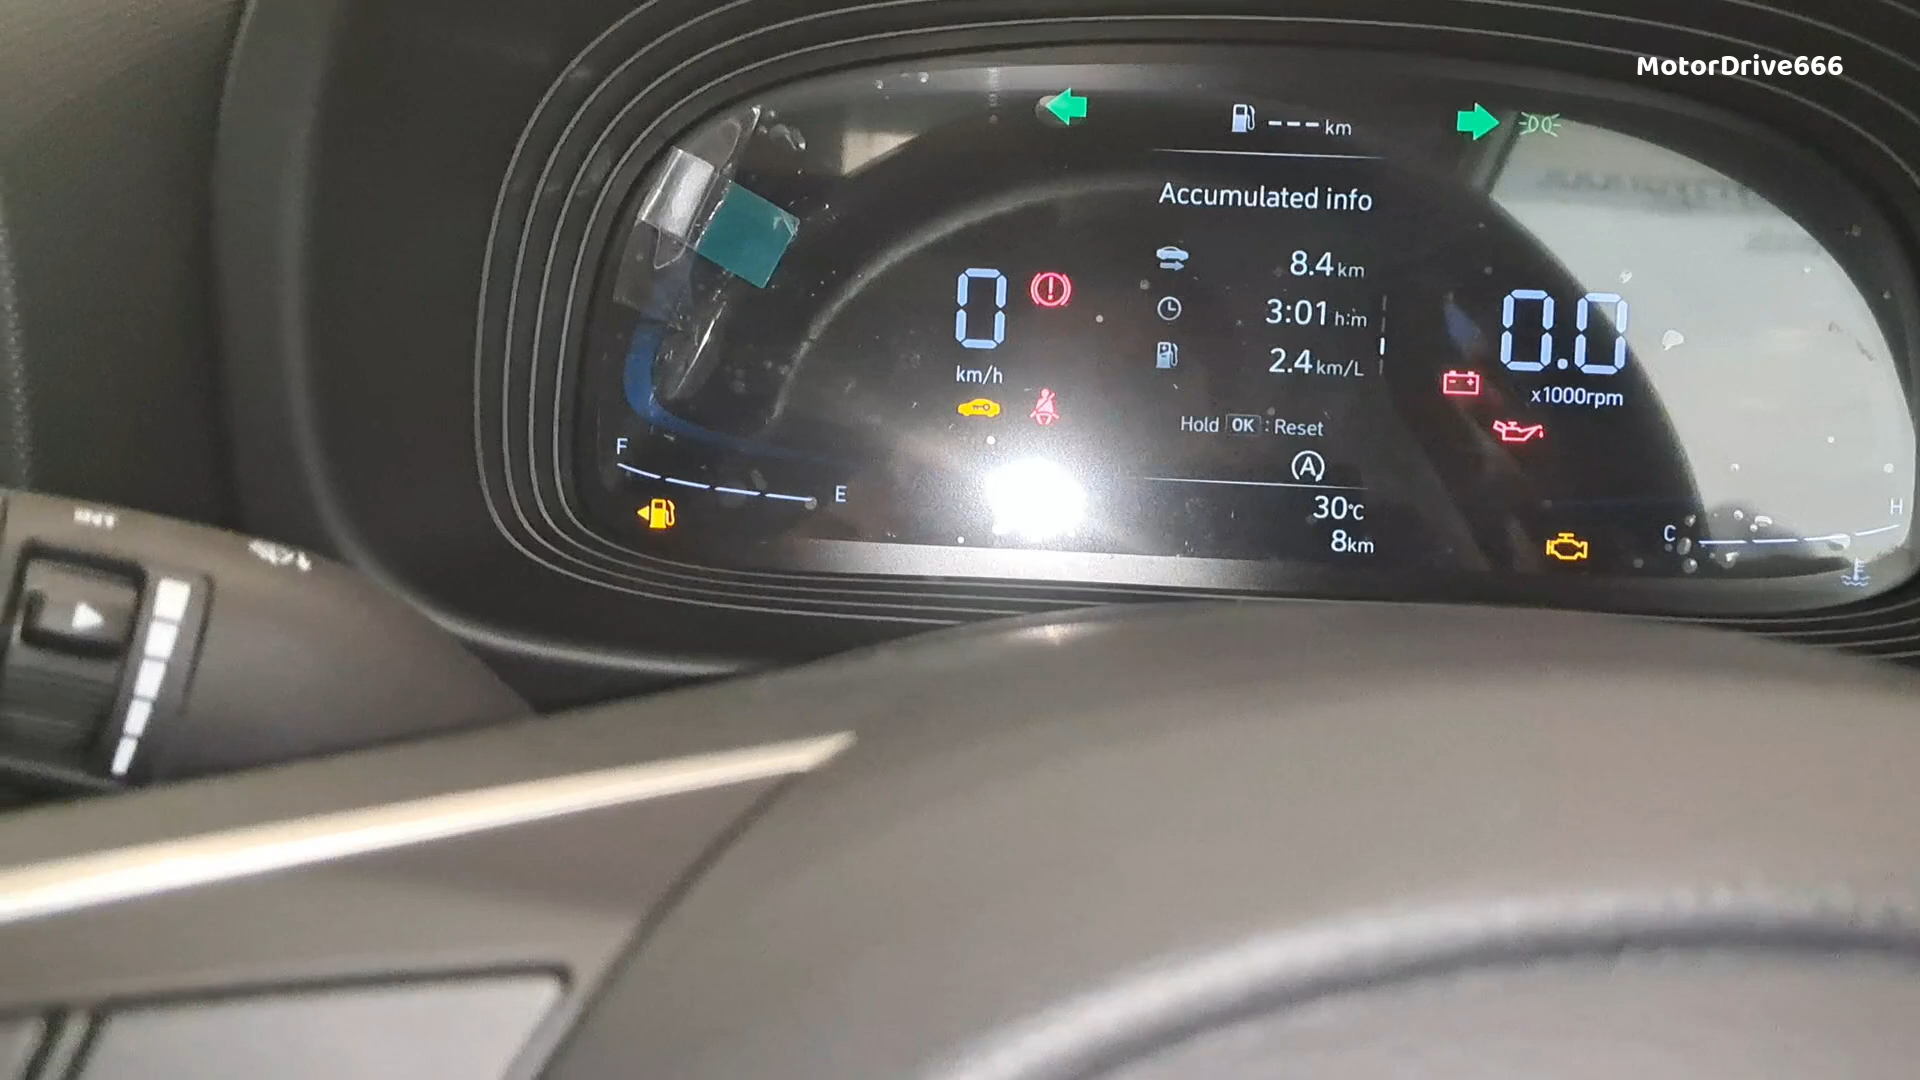 MotorDrive666
--- km
Accumulated info
8.4 km
3:01 h:m
2.4 km/L
Hold OK : Reset
A
30°C
8km
0
km/h
0.0
x1000rpm
F
E
C
H
INT